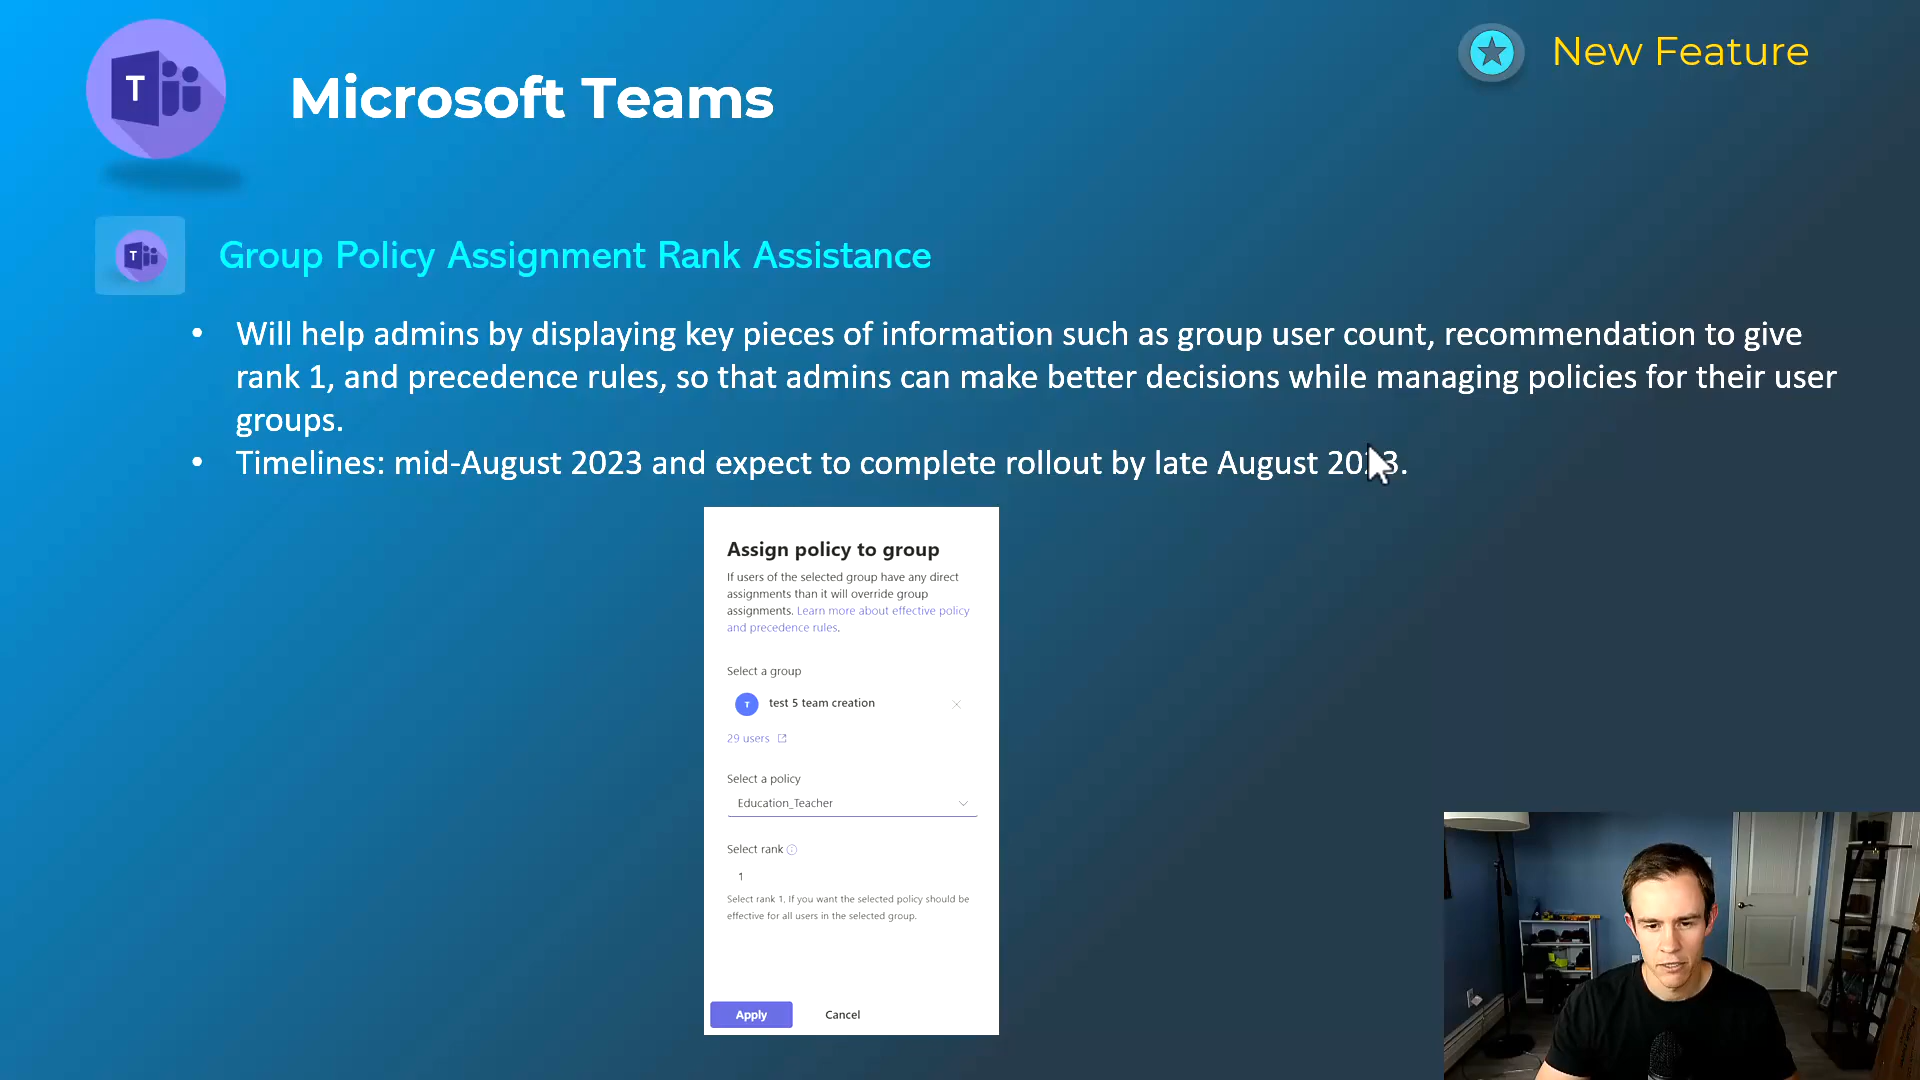 T
Microsoft Teams
New Feature
T
Group Policy Assignment Rank Assistance
• Will help admins by displaying key pieces of information such as group user count, recommendation to give
rank 1, and precedence rules, so that admins can make better decisions while managing policies for their user
groups.
• Timelines: mid-August 2023 and expect to complete rollout by late August 2023.
Assign policy to group
If users of the selected group have any direct
assignments than it will override group
assignments. Learn more about effective policy
and precedence rules.
Select a group
T test 5 team creation
29 users
Select a policy
Education_Teacher
Select rank
1
Select rank 1, If you want the selected policy should be
effective for all users in the selected group.
Apply Cancel